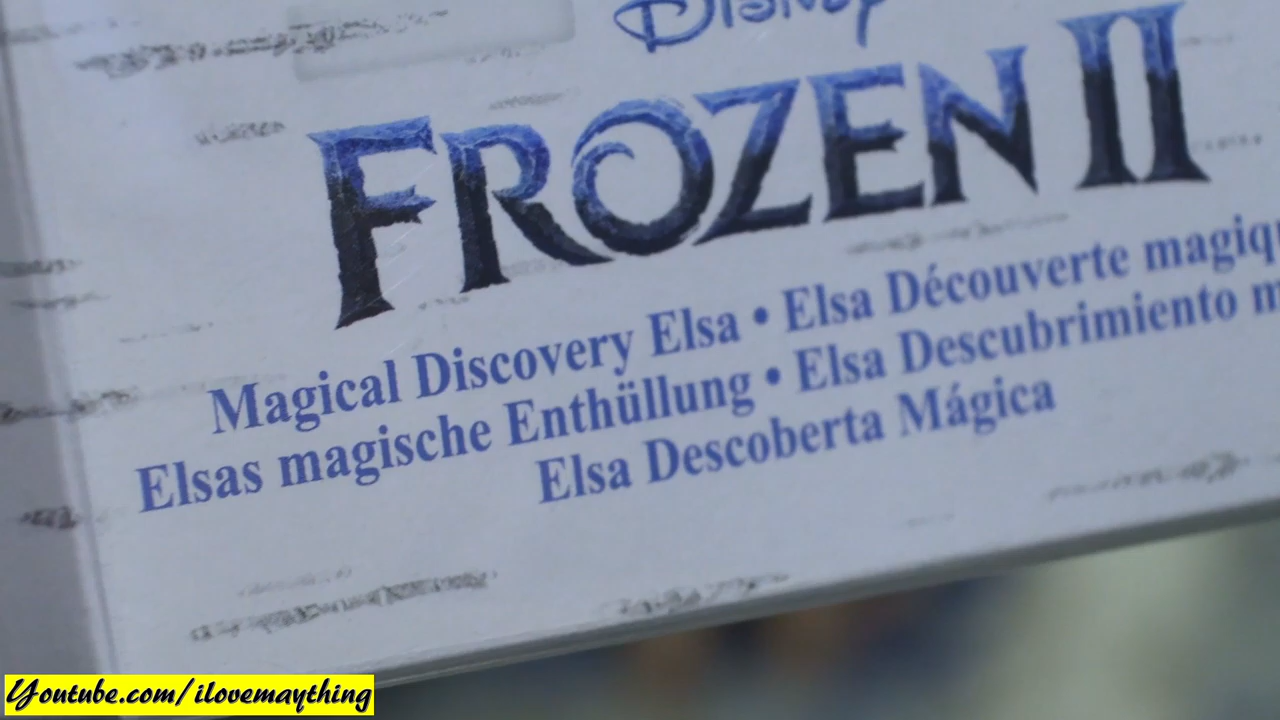 Disney
FROZEN II
Magical Discovery Elsa • Elsa Découverte magiq
Elsas magische Enthüllung • Elsa Descubrimiento m
Elsa Descoberta Mágica
Youtube.com/ilovemaything